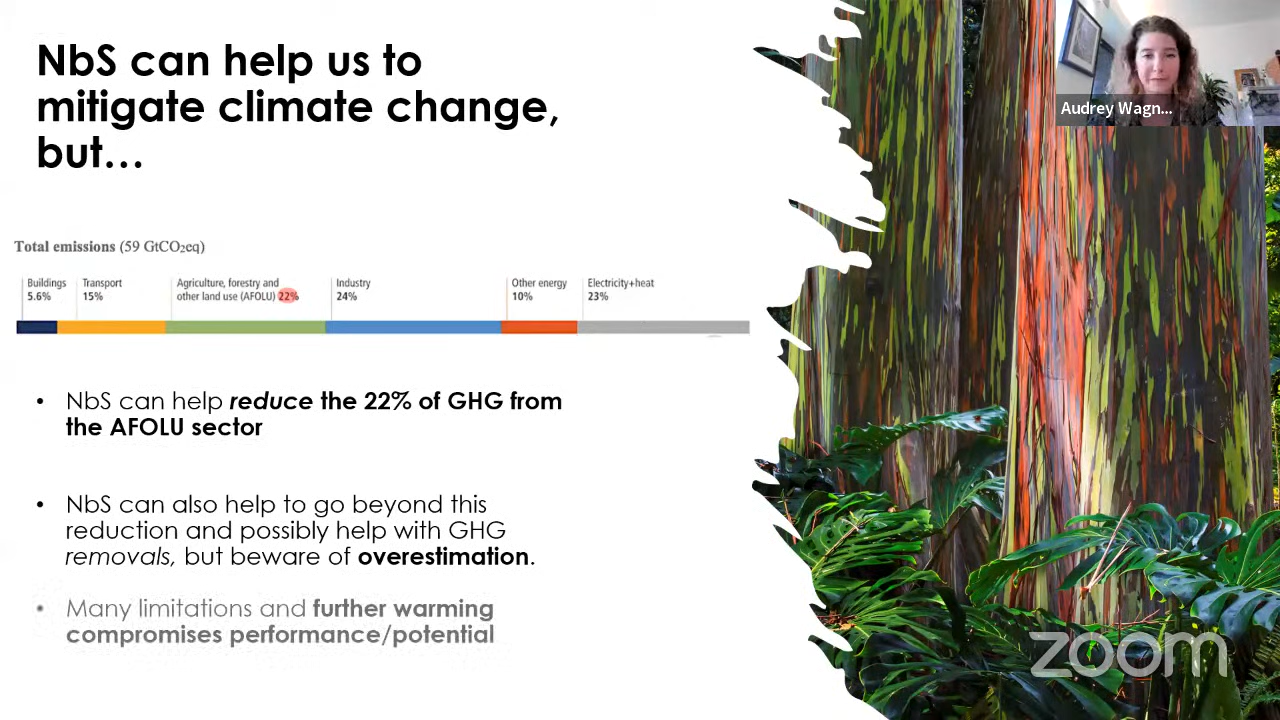 NbS can help us to
mitigate climate change,
but…
Audrey Wagn...
Total emissions (59 GtCO₂eq)
Buildings
5.6%
Transport
15%
Agriculture, forestry and
other land use (AFOLU) 22%
Industry
24%
Other energy
10%
Electricity+heat
23%
• NbS can help reduce the 22% of GHG from
the AFOLU sector
• NbS can also help to go beyond this
reduction and possibly help with GHG
removals, but beware of overestimation.
• Many limitations and further warming
compromises performance/potential
zoom